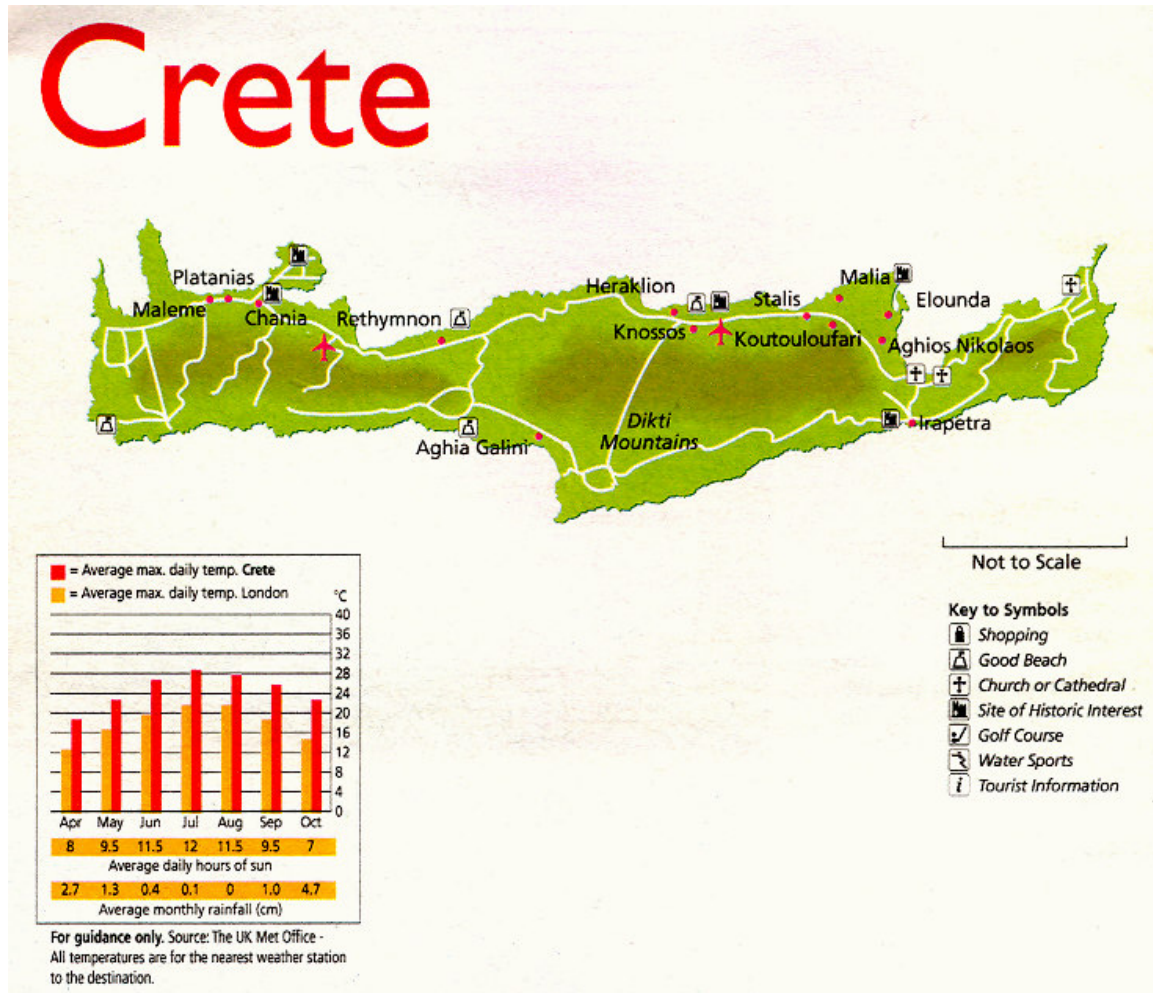 Crete
Platanias
Maleme
Chania
Rethymnon
Heraklion
Knossos
Stalis
Koutouloufari
Malia
Elounda
Aghios Nikolaos
Dikti
Mountains
Aghia Galini
Irapetra
Not to Scale
Key to Symbols
Shopping
Good Beach
Church or Cathedral
Site of Historic Interest
Golf Course
Water Sports
i Tourist Information
= Average max. daily temp. Crete
= Average max. daily temp. London
°C
40
36
32
28
24
20
16
12
8
4
0
Apr May Jun Jul Aug Sep Oct
8 9.5 11.5 12 11.5 9.5 7
Average daily hours of sun
2.7 1.3 0.4 0.1 0 1.0 4.7
Average monthly rainfall (cm)
For guidance only. Source: The UK Met Office -
All temperatures are for the nearest weather station
to the destination.